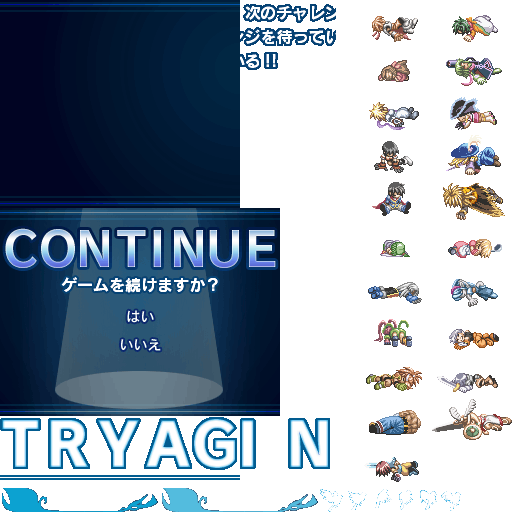 次のチャレン
ンジを待ってい
いる!!
CONTINUE
ゲームを続けますか？
はい
いいえ
TRYAGI N